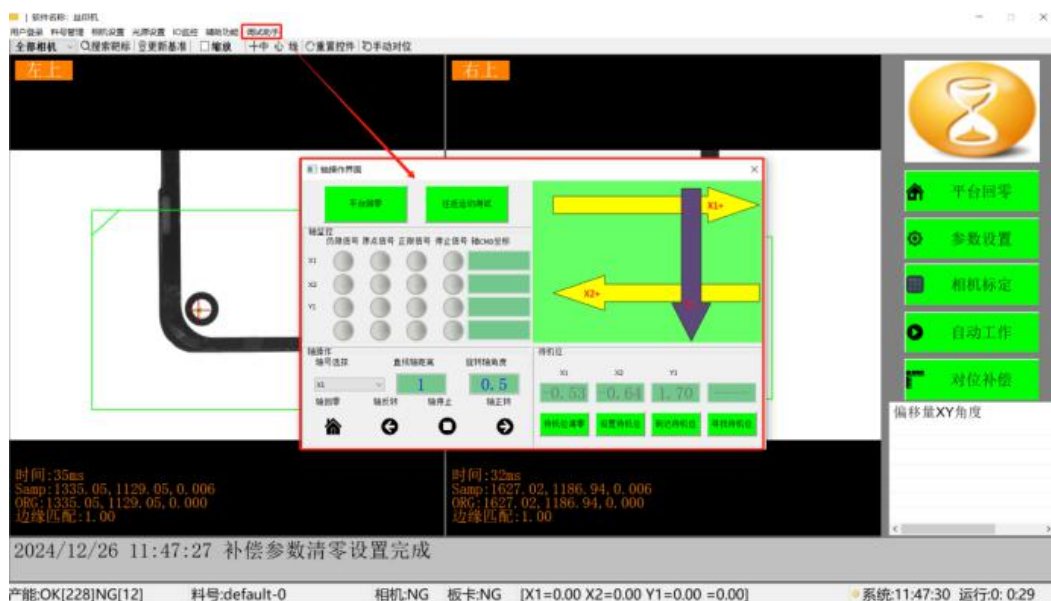 软件名称: 丝印机
用户登录 料号管理 相机设置 光源设置 IO监控 辅助功能 调试助手
全部相机 搜索靶标 更新基准 缩放 十中 心 线 重置控件 手动对位
左上
右上
轴操作界面
平台回零
往返运动测试
X1+
X2+
轴监控
负限信号 原点信号 正限信号 停止信号 轴CMD坐标
X1
X2
Y1
轴操作
轴号选择 直线轴距离 旋转轴角度
X1 1 0.5
轴回零 轴反转 轴停止 轴正转
待机位
X1 X2 Y1
-0.53 -0.64 1.70 -----
待机位清零 设置待机位 到达待机位 寻找待机位
平台回零
参数设置
相机标定
自动工作
对位补偿
偏移量XY角度
时间:35ms
Samp:1335.05,1129.05,0.006
ORG:1335.05,1129.05,0.000
边缘匹配:1.00
时间:32ms
Samp:1627.02,1186.94,0.006
ORG:1627.02,1186.94,0.000
边缘匹配:1.00
2024/12/26 11:47:27 补偿参数清零设置完成
产能:OK[228]NG[12] 料号:default-0 相机:NG 板卡:NG [X1=0.00 X2=0.00 Y1=0.00 =0.00] 系统:11:47:30 运行:0: 0:29